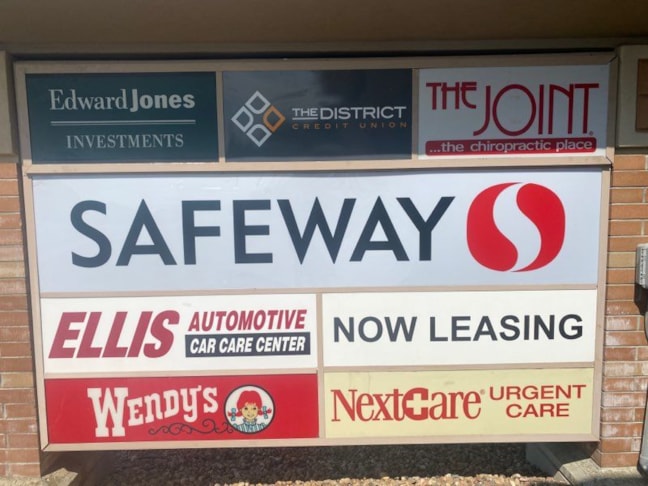 Edward Jones
INVESTMENTS
THE DISTRICT
CREDIT UNION
THE JOINT®
...the chiropractic place
SAFEWAY
ELLIS AUTOMOTIVE
CAR CARE CENTER
NOW LEASING
WENDY'S
NextCare® URGENT
CARE